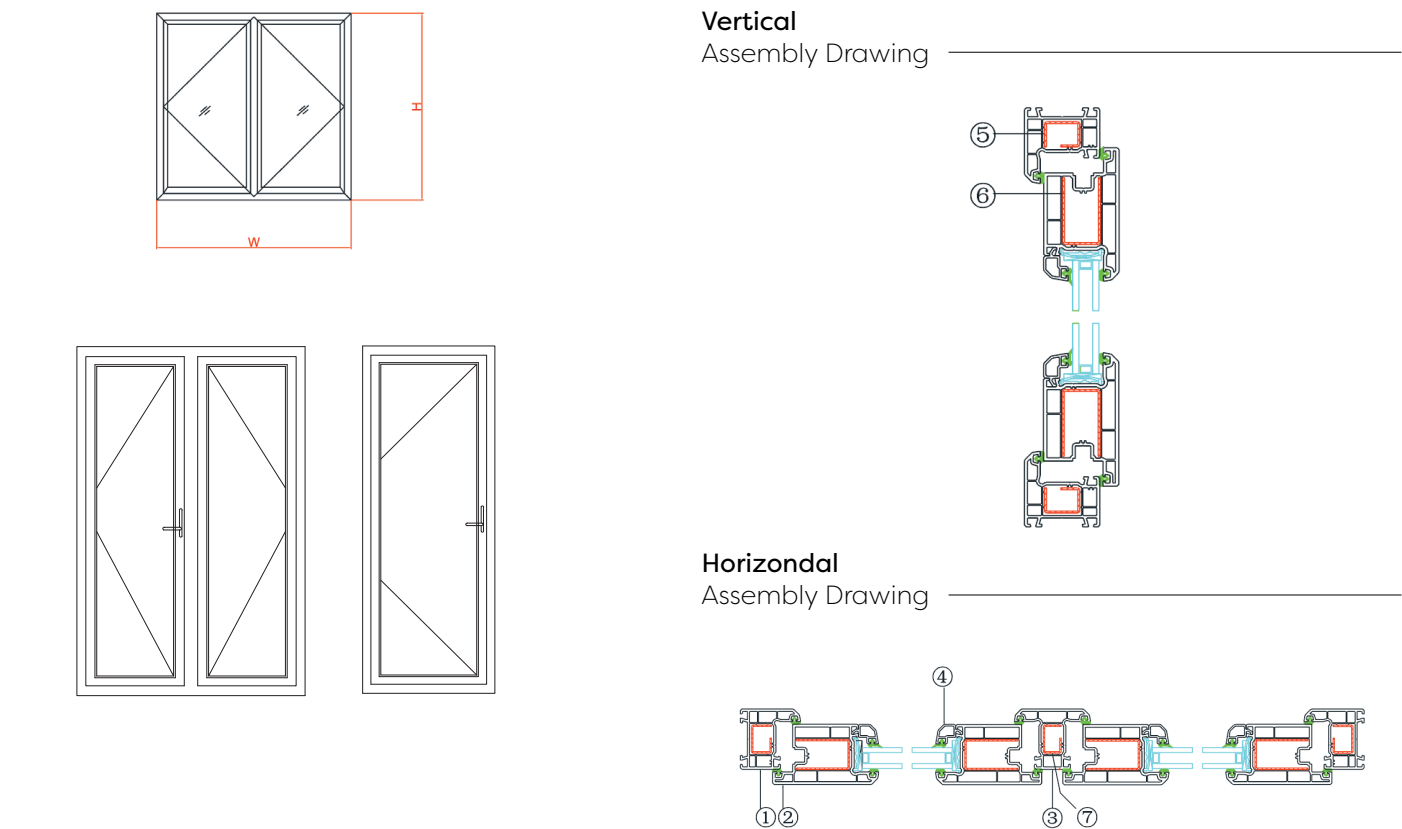 H
W
Vertical
Assembly Drawing
⑤
⑥
Horizondal
Assembly Drawing
④
①②
③ ⑦